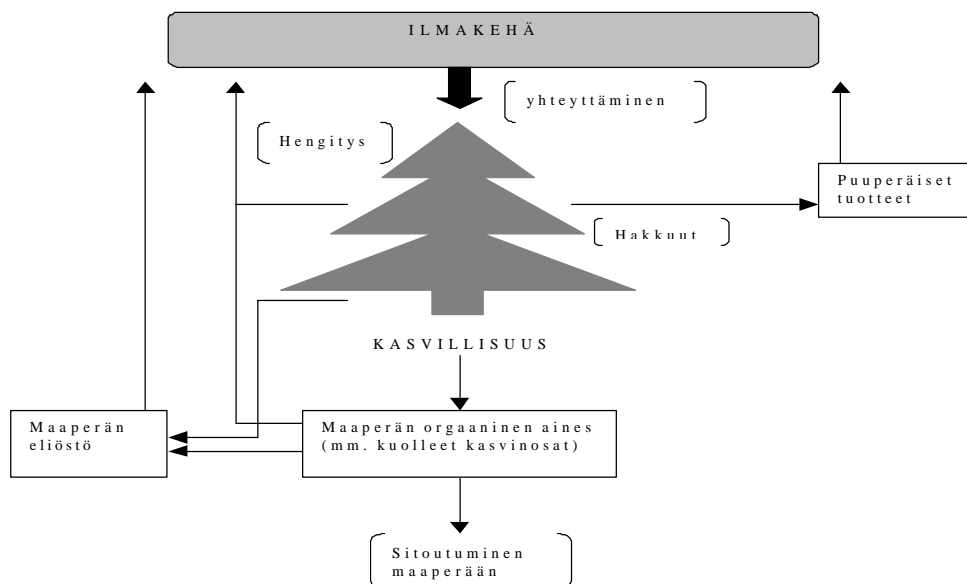 ILMAKEHÄ
yhteyttäminen
Hengitys
Puuperäiset
tuotteet
Hakkuut
KASVILLISUUS
Maaperän
eliöstö
Maaperän orgaaninen aines
(mm. kuolleet kasvinosat)
Sitoutuminen
maaperään